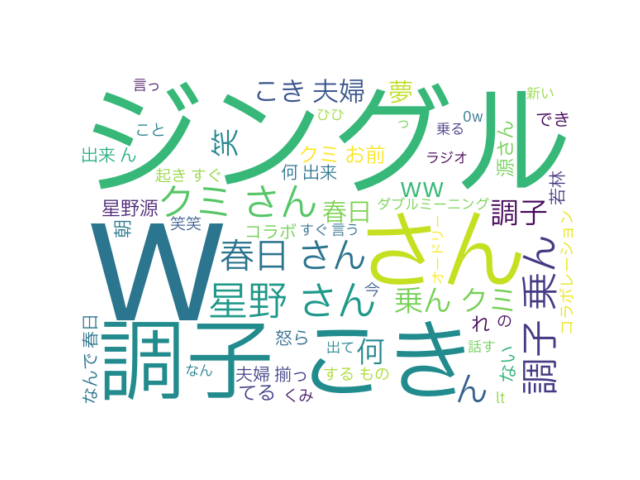 言っ
こき 夫婦
夢
新い
ジングル
ひひ
0w
でき
こと
笑
っ
乗る
源さん
出来 ん
クミ お前
ラジオ
起き すぐ
何 出来
ww
若林
クミ さん
春日
ダブルミーニング
調子
星野源
笑笑
コラボ
すぐ 言う
オードリー
コラボレーション
朝
w
春日 さん
さん
乗ん
星野 さん
今
乗ん クミ
れ
の
調子 乗ん
なんで 春日
調子 こき
怒ら
出て
何
話す
ない
なん
夫婦 揃っ
する もの
ん
てる
くみ
lt